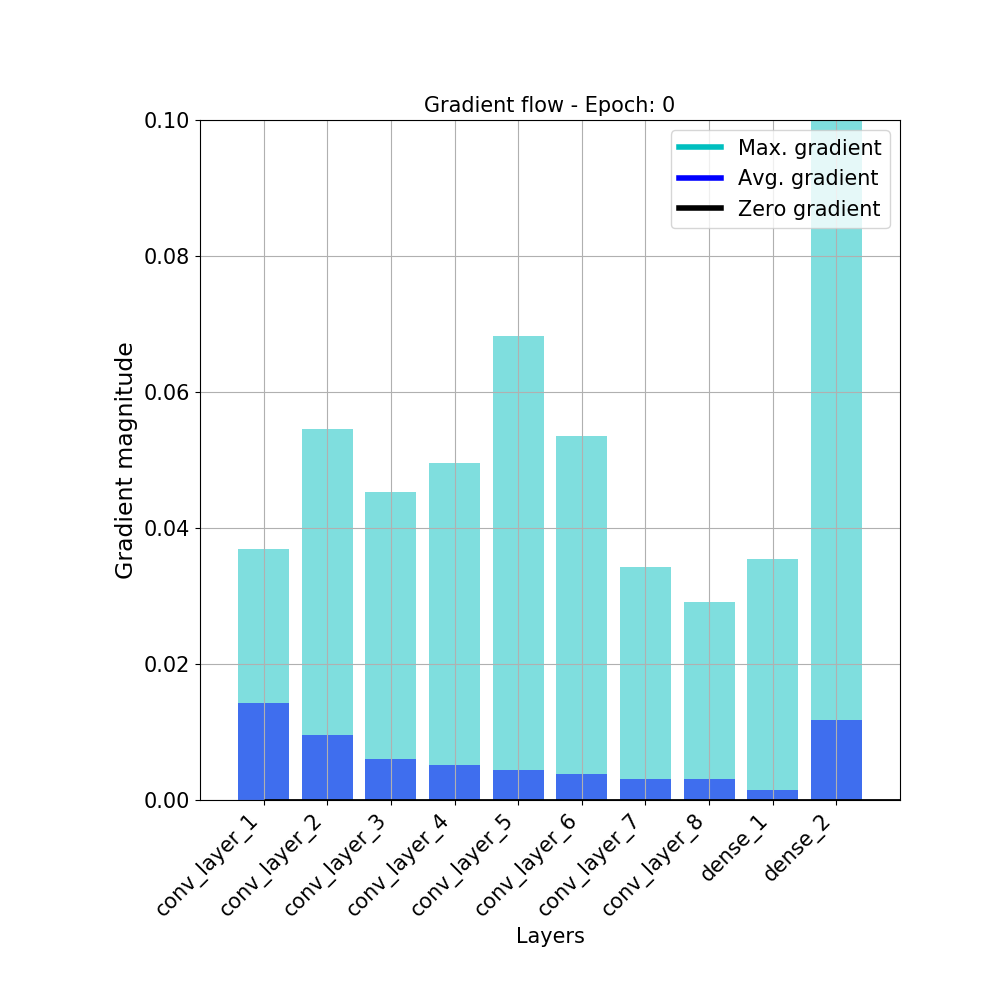 Gradient flow - Epoch: 0
Max. gradient
Avg. gradient
Zero gradient
Gradient magnitude
0.10
0.08
0.06
0.04
0.02
0.00
conv_layer_1
conv_layer_2
conv_layer_3
conv_layer_4
conv_layer_5
conv_layer_6
conv_layer_7
conv_layer_8
dense_1
dense_2
Layers